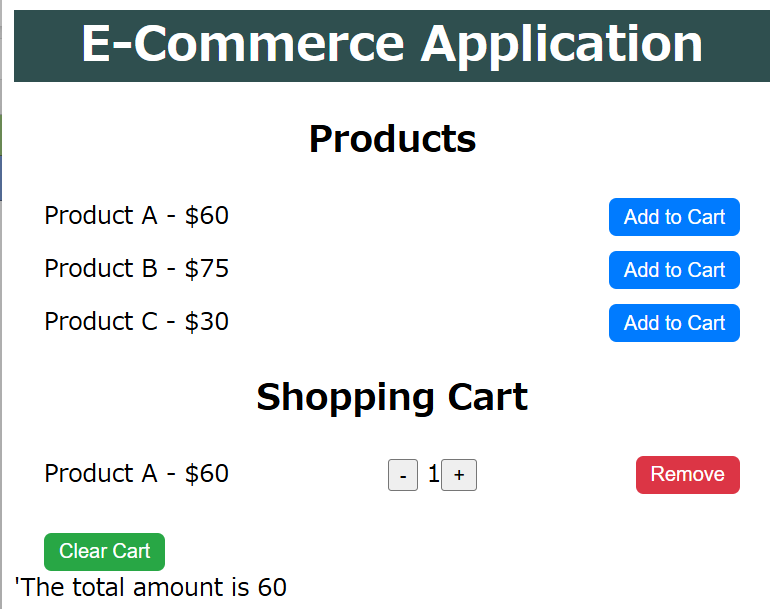 E-Commerce Application
Products
Product A - $60 Add to Cart
Product B - $75 Add to Cart
Product C - $30 Add to Cart
Shopping Cart
Product A - $60 - 1 + Remove
Clear Cart
'The total amount is 60